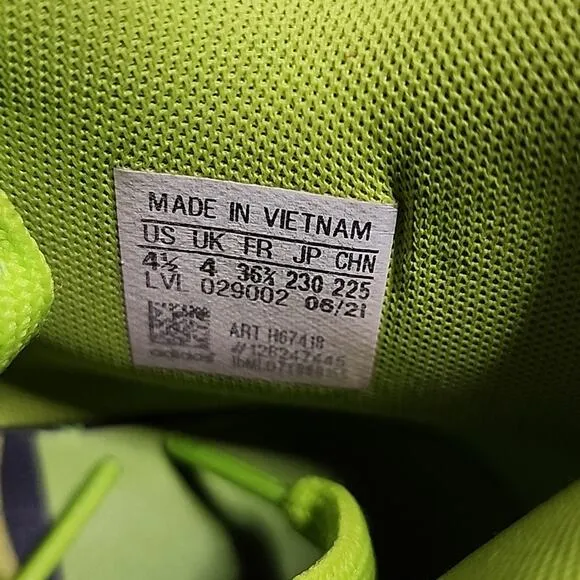 MADE IN VIETNAM
US UK FR JP CHN
4½ 4 36⅔ 230 225
LVL 029002 06/21
ART H67418
adidas